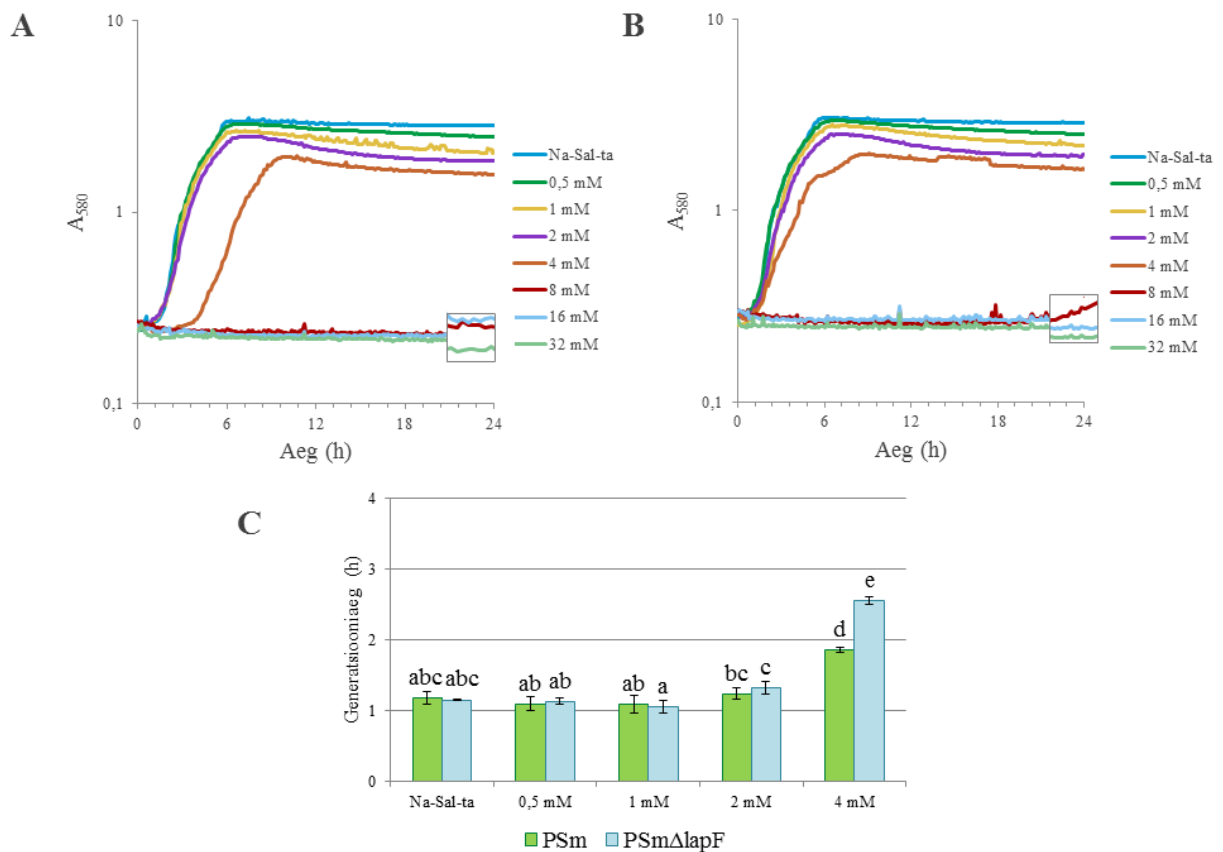 A
10
1
0,1
A580
0
6
12
18
24
Aeg (h)
Na-Sal-ta
0,5 mM
1 mM
2 mM
4 mM
8 mM
16 mM
32 mM
B
10
1
0,1
A580
0
6
12
18
24
Aeg (h)
Na-Sal-ta
0,5 mM
1 mM
2 mM
4 mM
8 mM
16 mM
32 mM
C
Generatsiooniaeg (h)
4
3
2
1
0
abc abc
ab ab
ab a
bc c
d e
Na-Sal-ta
0,5 mM
1 mM
2 mM
4 mM
PSm PSmΔlapF